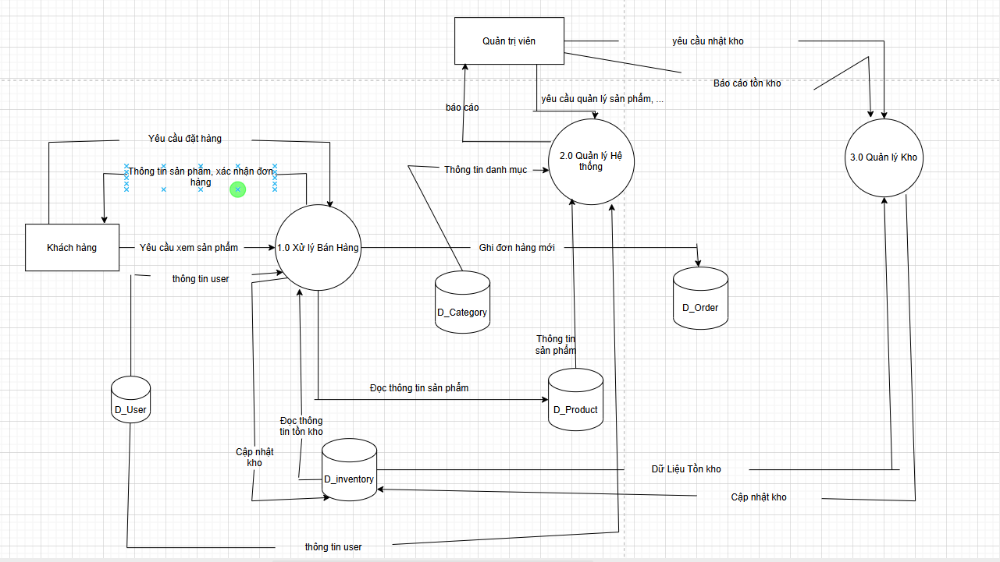 Quản trị viên
yêu cầu nhật kho
Báo cáo tồn kho
yêu cầu quản lý sản phẩm, ...
báo cáo
Yêu cầu đặt hàng
2.0 Quản lý Hệ
thống
3.0 Quản lý Kho
Thông tin sản phẩm, xác nhận đơn
hàng
Thông tin danh mục
Khách hàng
Yêu cầu xem sản phẩm
1.0 Xử lý Bán Hàng
Ghi đơn hàng mới
thông tin user
D_Category
D_Order
Thông tin
sản phẩm
Đọc thông tin sản phẩm
D_User
D_Product
Đọc thông
tin tồn kho
Cập nhật
kho
D_inventory
Dữ Liệu Tồn kho
Cập nhật kho
thông tin user